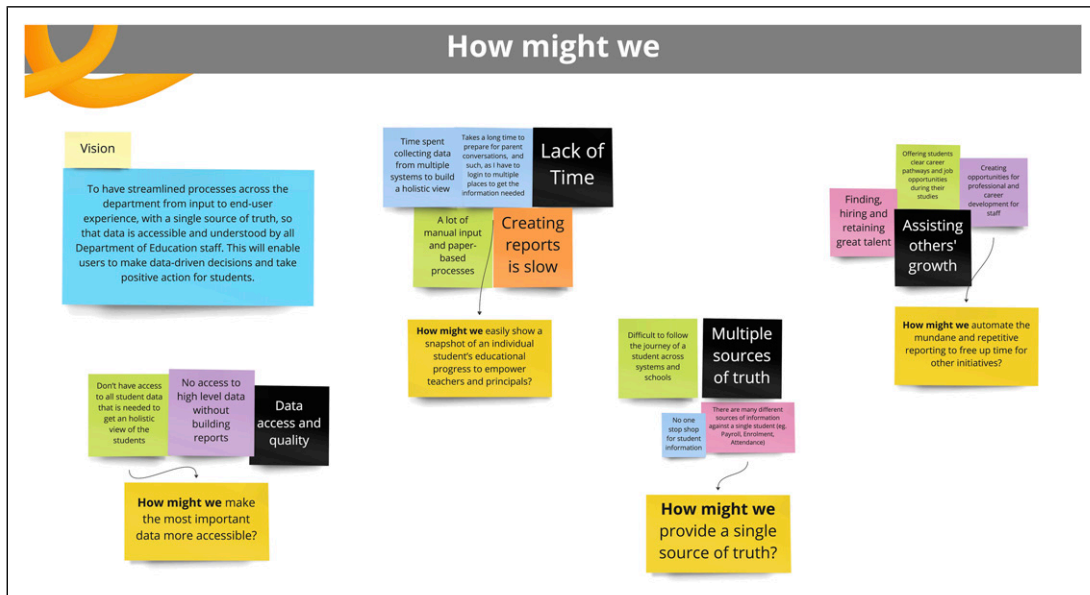 How might we
Vision
To have streamlined processes across the
department from input to end-user
experience, with a single source of truth, so
that data is accessible and understood by all
Department of Education staff. This will enable
users to make data-driven decisions and take
positive action for students.
Time spent
collecting data
from multiple
systems to build
a holistic view
Takes a long time to
prepare for parent
conversations, and
such, as I have to
login to multiple
places to get the
information needed
Lack of
Time
A lot of
manual input
and paper-
based
processes
Creating
reports
is slow
How might we easily show a
snapshot of an individual
student's educational
progress to empower
teachers and principals?
Offering students
clear career
pathways and job
opportunities
during their
studies
Creating
opportunities for
professional and
career
development for
staff
Finding,
hiring and
retaining
great talent
Assisting
others'
growth
How might we automate the
mundane and repetitive
reporting to free up time for
other initiatives?
Don't have access
to all student data
that is needed to
get an holistic
view of the
students
No access to
high level data
without
building
reports
Data
access and
quality
How might we make
the most important
data more accessible?
Difficult to follow
the journey of a
student across
systems and
schools
Multiple
sources
of truth
No one
stop shop
for student
information
There are many different
sources of information
against a single student (eg.
Payroll, Enrolment,
Attendance)
How might we
provide a single
source of truth?